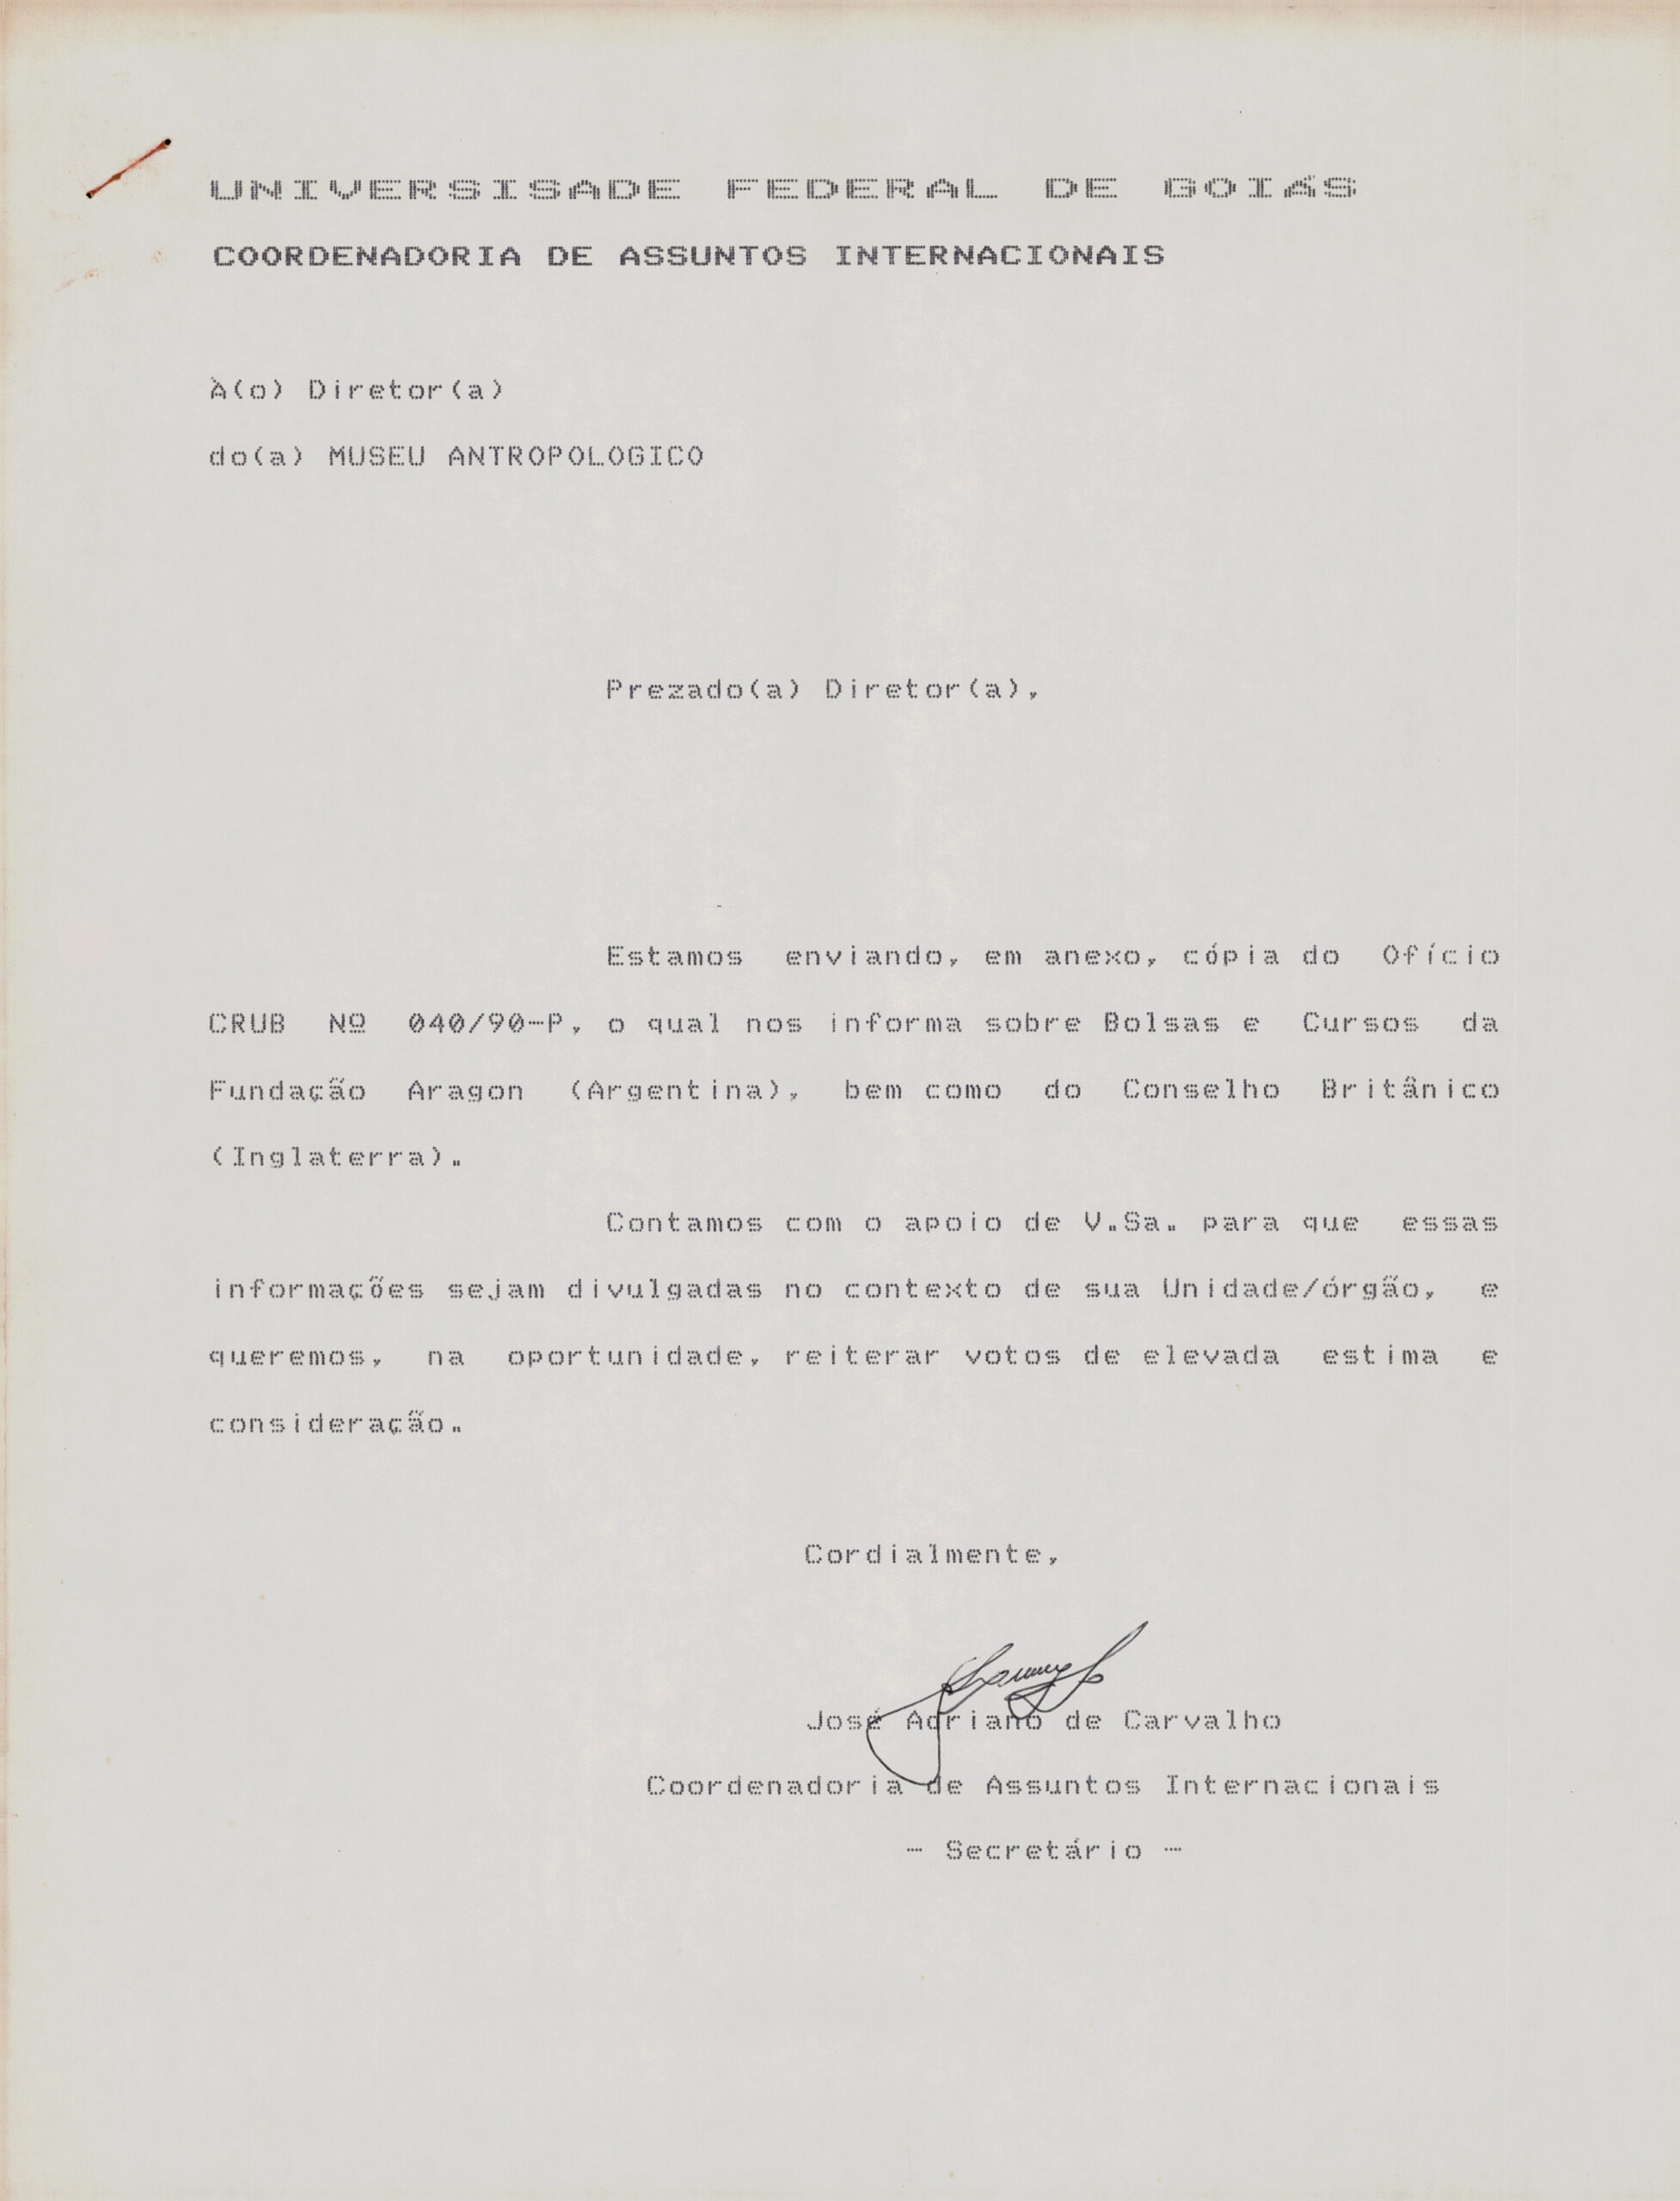 UNIVERSISADE FEDERAL DE GOIÁS
COORDENADORIA DE ASSUNTOS INTERNACIONAIS
À(o) Diretor(a)
do(a) MUSEU ANTROPOLOGICO
Prezado(a) Diretor(a),
Estamos enviando, em anexo, cópia do Ofício
CRUB Nº 040/90-P, o qual nos informa sobre Bolsas e Cursos da
Fundação Aragon (Argentina), bem como do Conselho Britânico
(Inglaterra).
Contamos com o apoio de V.Sa. para que essas
informações sejam divulgadas no contexto de sua Unidade/órgão, e
queremos, na oportunidade, reiterar votos de elevada estima e
consideração.
Cordialmente,
José Adriano de Carvalho
Coordenadoria de Assuntos Internacionais
- Secretário -